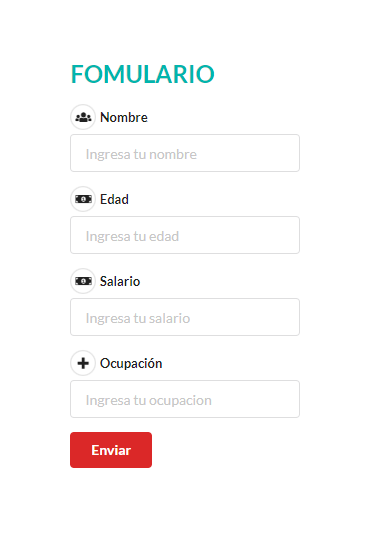 FOMULARIO
Nombre
Ingresa tu nombre
Edad
Ingresa tu edad
Salario
Ingresa tu salario
Ocupación
Ingresa tu ocupacion
Enviar